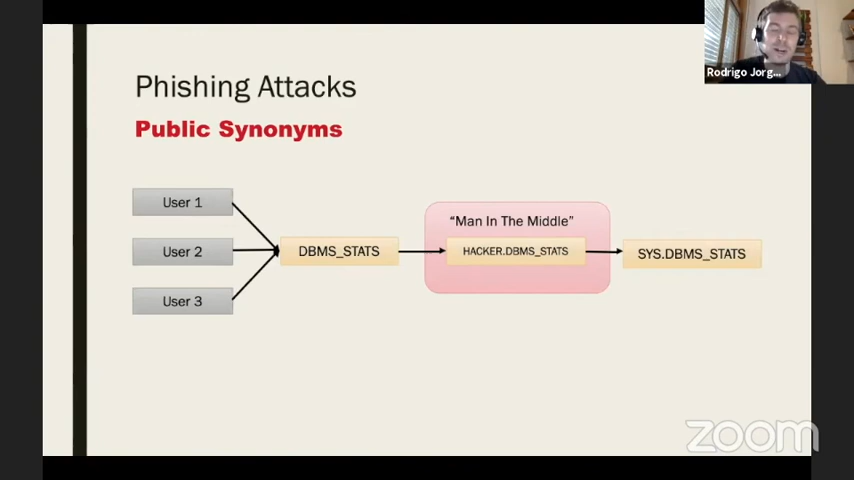 Rodrigo Jorg...
Phishing Attacks
Public Synonyms
User 1
User 2
User 3
DBMS_STATS
“Man In The Middle”
HACKER.DBMS_STATS
SYS.DBMS_STATS
zoom